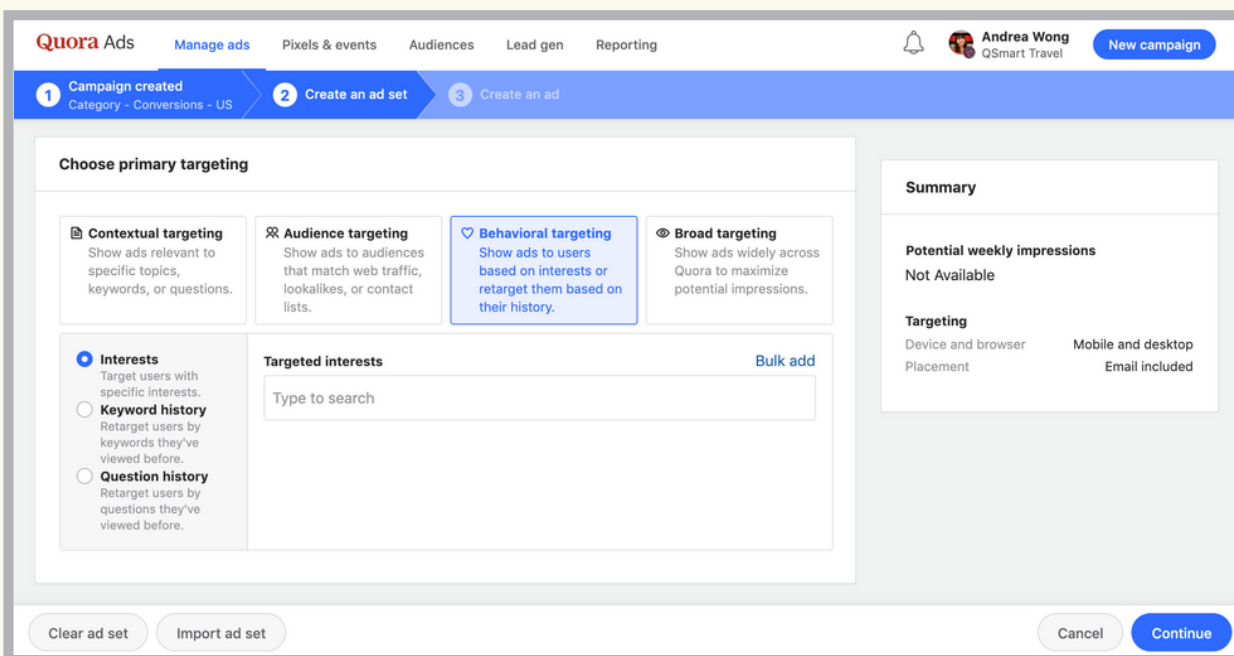 Quora Ads
Manage ads
Pixels & events
Audiences
Lead gen
Reporting
Andrea Wong
QSmart Travel
New campaign
1
Campaign created
Category - Conversions - US
2
Create an ad set
3
Create an ad
Choose primary targeting
Contextual targeting
Show ads relevant to
specific topics,
keywords, or questions.
Audience targeting
Show ads to audiences
that match web traffic,
lookalikes, or contact
lists.
Behavioral targeting
Show ads to users
based on interests or
retarget them based on
their history.
Broad targeting
Show ads widely across
Quora to maximize
potential impressions.
Interests
Target users with
specific interests.
Keyword history
Retarget users by
keywords they've
viewed before.
Question history
Retarget users by
questions they've
viewed before.
Targeted interests
Bulk add
Type to search
Summary
Potential weekly impressions
Not Available
Targeting
Device and browser Mobile and desktop
Placement Email included
Clear ad set
Import ad set
Cancel
Continue